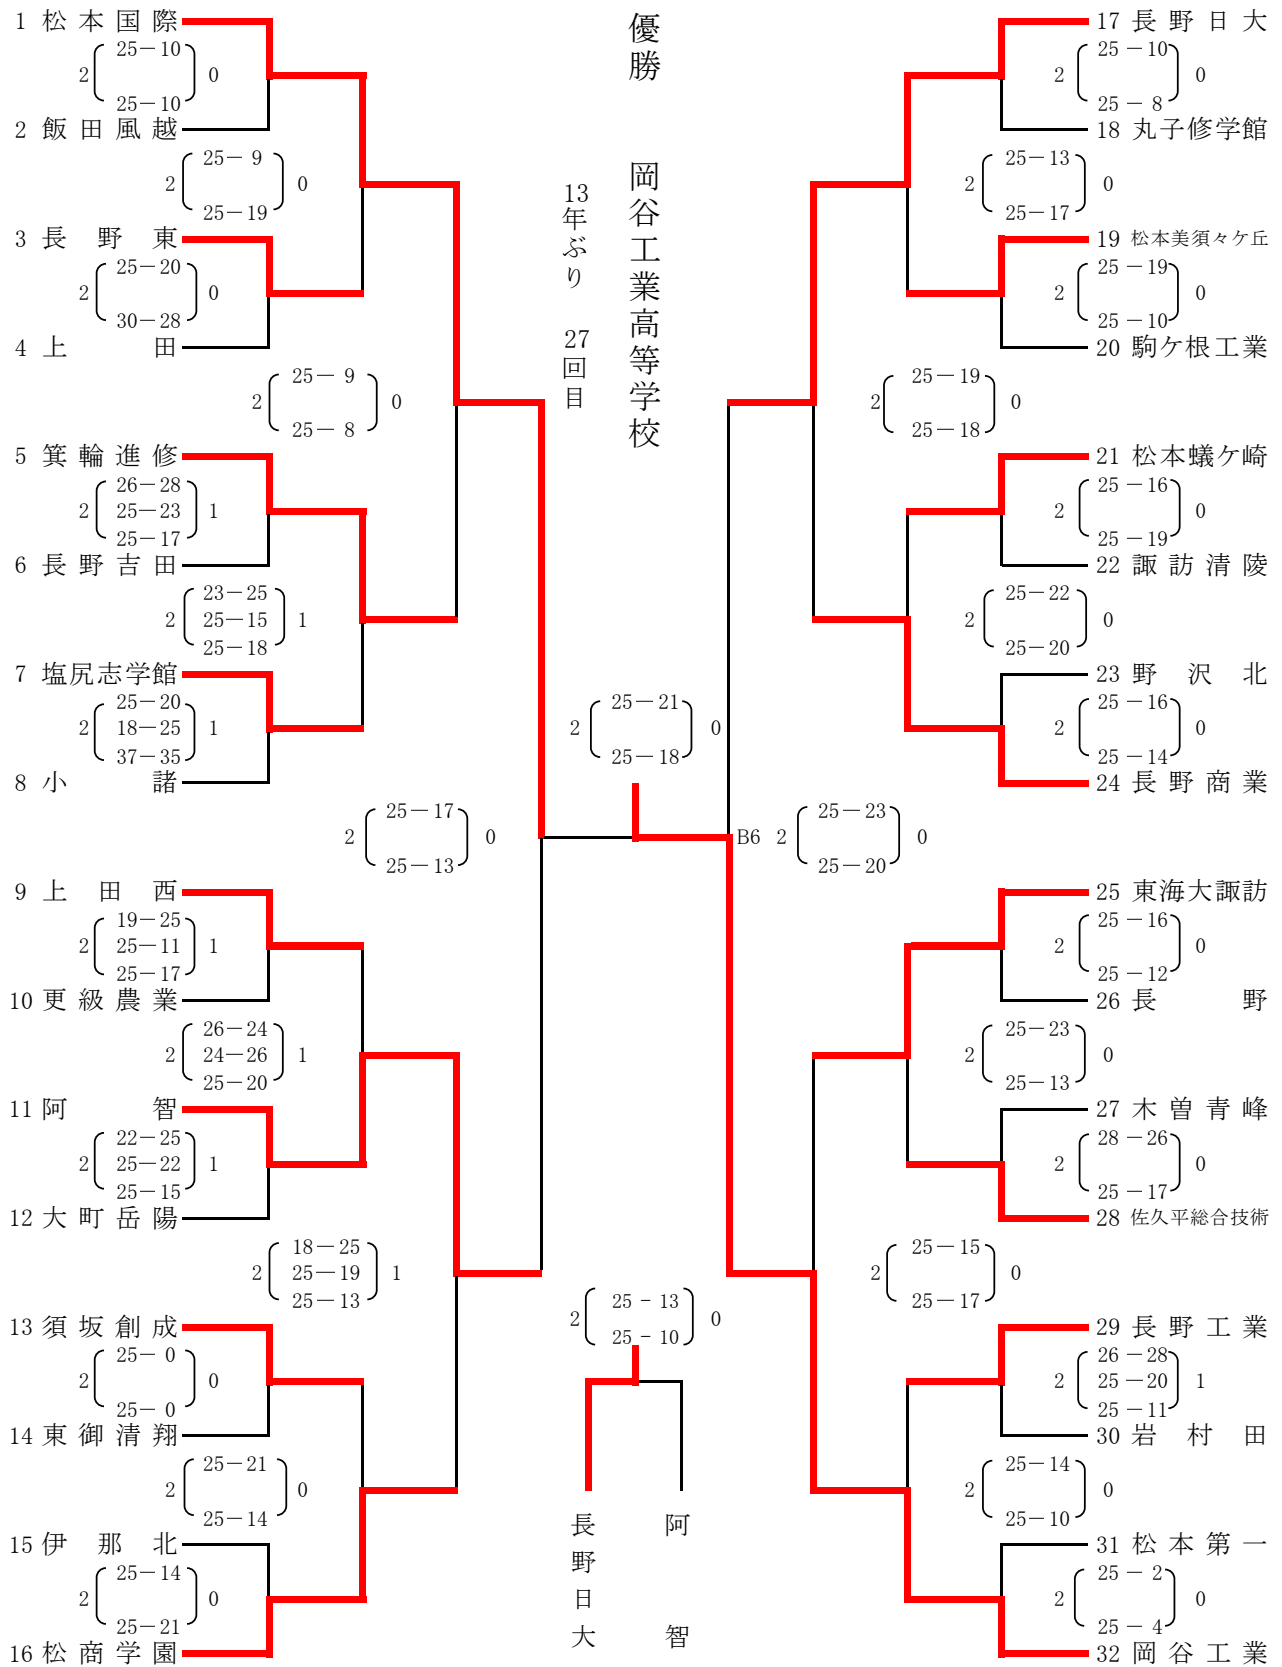 優勝 岡谷工業高等学校
13年ぶり 27回目
1 松本国際
25－10
2 0
25－10
2 飯田風越
25－ 9
2 0
25－19
3 長野東
25－20
2 0
30－28
4 上田
25－ 9
2 0
25－ 8
5 箕輪進修
26－28
2 25－23 1
25－17
6 長野吉田
23－25
2 25－15 1
25－18
7 塩尻志学館
25－20
2 18－25 1
37－35
8 小諸
25－17
2 0
25－13
9 上田西
19－25
2 25－11 1
25－17
10 更級農業
26－24
2 24－26 1
25－20
11 阿智
22－25
2 25－22 1
25－15
12 大町岳陽
18－25
2 25－19 1
25－13
13 須坂創成
25－ 0
2 0
25－ 0
14 東御清翔
25－21
2 0
25－14
15 伊那北
25－14
2 0
25－21
16 松商学園
25－21
2 0
25－18
25 - 13
2 0
25 - 10
長野日大
阿智
17 長野日大
25－10
2 0
25－ 8
18 丸子修学館
25－13
2 0
25－17
19 松本美須々ケ丘
25－19
2 0
25－10
20 駒ケ根工業
25－19
2 0
25－18
21 松本蟻ケ崎
25－16
2 0
25－19
22 諏訪清陵
25－22
2 0
25－20
23 野沢北
25－16
2 0
25－14
24 長野商業
25－23
B6 2 0
25－20
25 東海大諏訪
25－16
2 0
25－12
26 長野
25－23
2 0
25－13
27 木曽青峰
28－26
2 0
25－17
28 佐久平総合技術
25－15
2 0
25－17
29 長野工業
26－28
2 25－20 1
25－11
30 岩村田
25－14
2 0
25－10
31 松本第一
25－ 2
2 0
25－ 4
32 岡谷工業